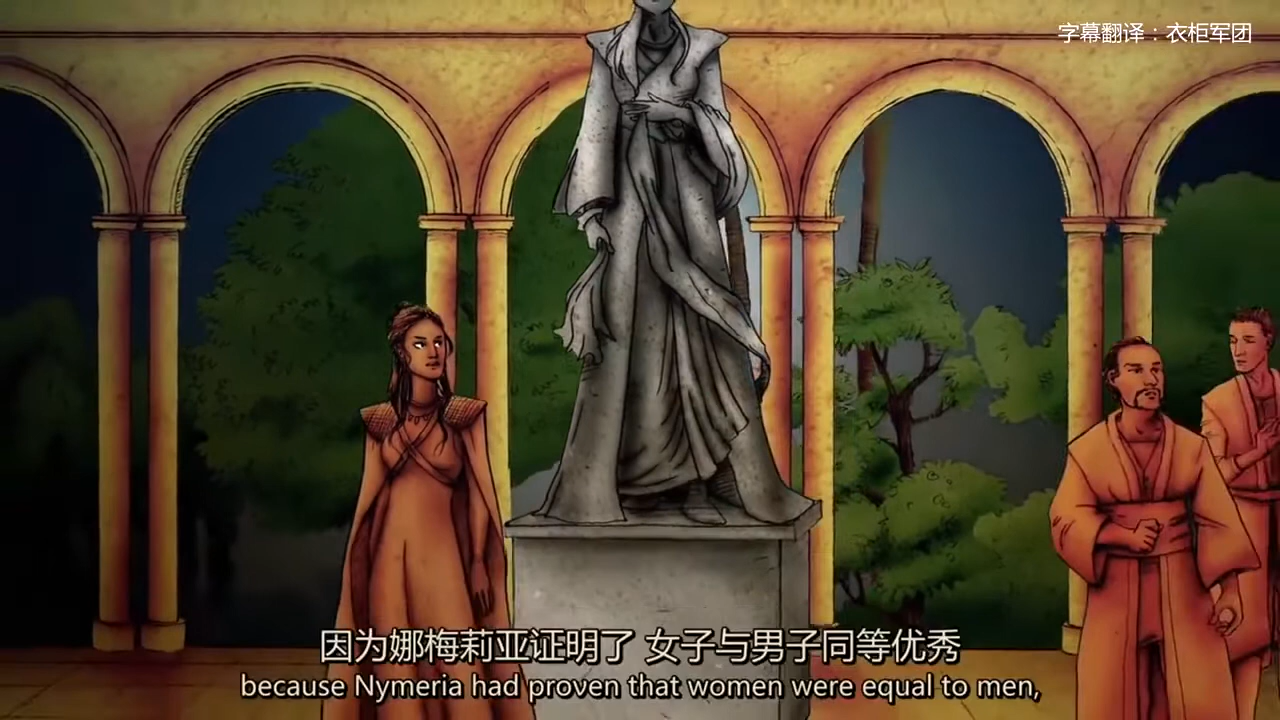 字幕翻译：衣柜军团
因为娜梅莉亚证明了 女子与男子同等优秀
because Nymeria had proven that women were equal to men,